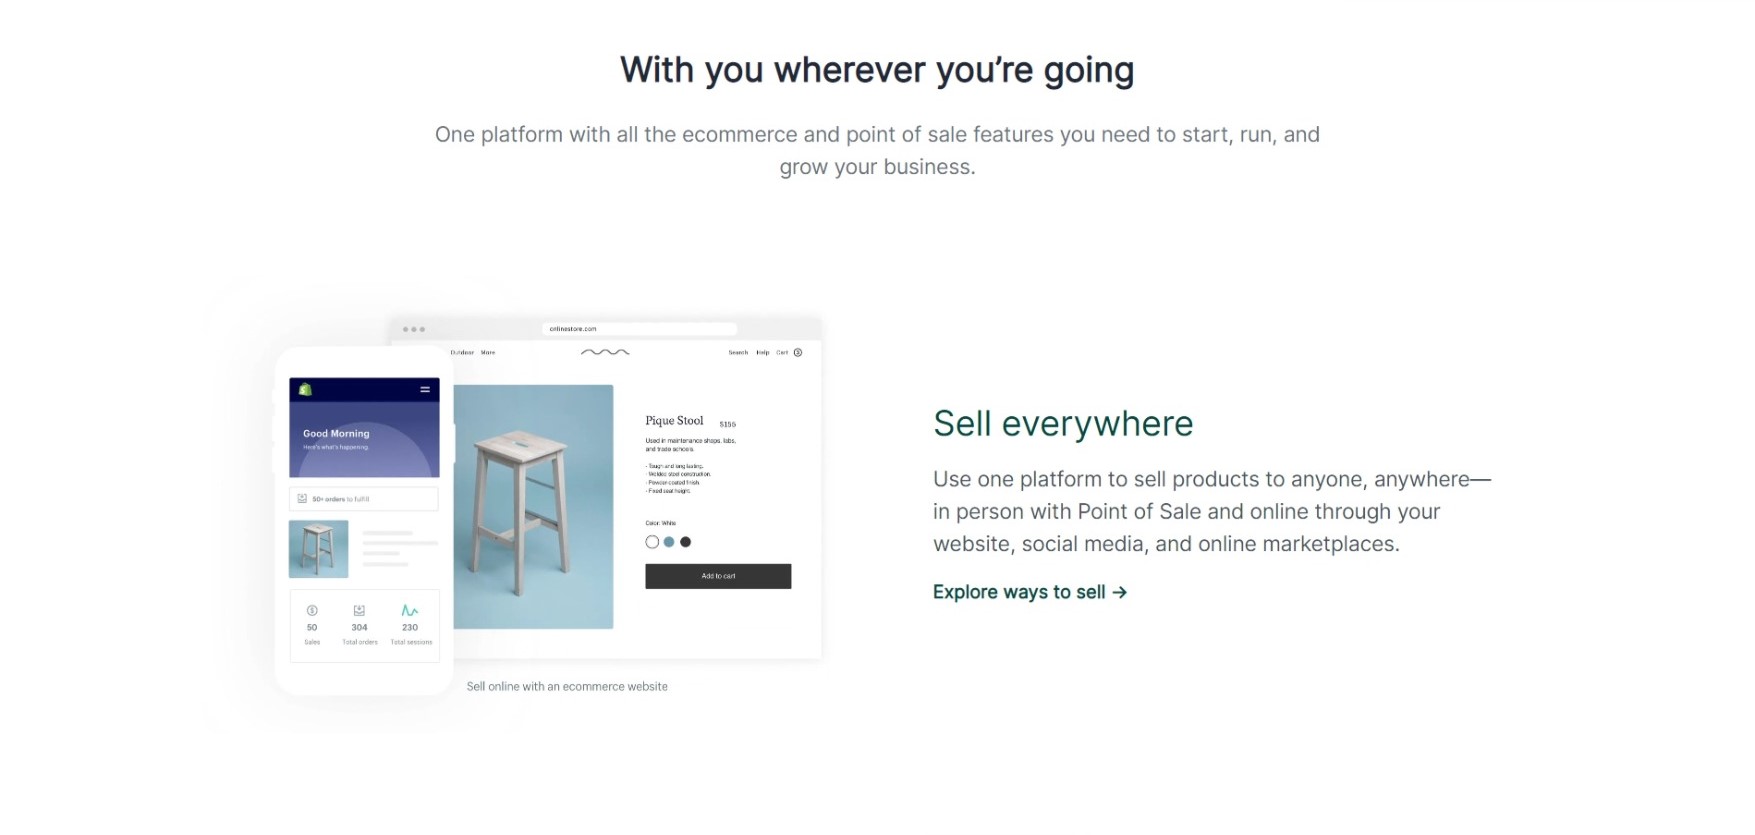 With you wherever you’re going
One platform with all the ecommerce and point of sale features you need to start, run, and
grow your business.
onlinestore.com
Outdoor More
Search Help Cart
Good Morning
Here's what's happening.
50+ orders to fulfill
50
Sales
304
Total orders
230
Total sessions
Pique Stool $155
Used in maintenance shops, labs,
and trade schools.
- Tough and long lasting.
- Welded steel construction.
- Powder coated finish.
- Fixed seat height.
Color: White
Add to cart
Sell online with an ecommerce website
Sell everywhere
Use one platform to sell products to anyone, anywhere—
in person with Point of Sale and online through your
website, social media, and online marketplaces.
Explore ways to sell →